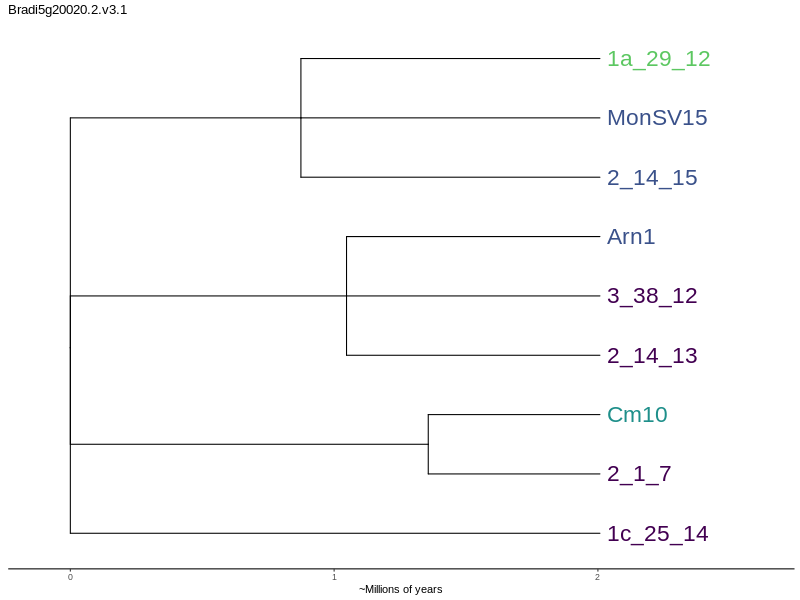 Bradi5g20020.2.v3.1
1a_29_12
MonSV15
2_14_15
Arn1
3_38_12
2_14_13
Cm10
2_1_7
1c_25_14
0 1 2
~Millions of years